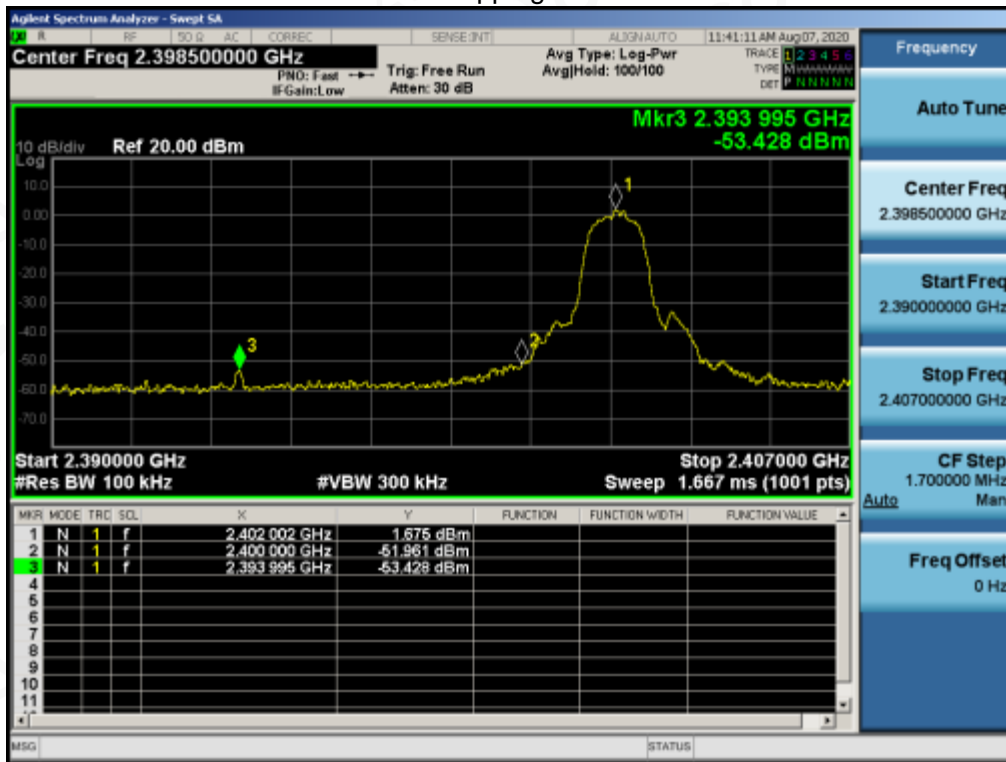 Agilent Spectrum Analyzer - Swept SA
R RF 50 Ω AC CORREC SENSE:INT ALIGN AUTO 11:41:11 AM Aug 07, 2020
Center Freq 2.398500000 GHz
PNO: Fast
IFGain:Low
Trig: Free Run
Atten: 30 dB
Avg Type: Log-Pwr
Avg|Hold: 100/100
TRACE 1 2 3 4 5 6
TYPE M
DET P N N N N N
Mkr3 2.393 995 GHz
-53.428 dBm
10 dB/div Ref 20.00 dBm
Log
10.0
0.00
-10.0
-20.0
-30.0
-40.0
-50.0
-60.0
-70.0
1
2
3
Start 2.390000 GHz Stop 2.407000 GHz
#Res BW 100 kHz #VBW 300 kHz Sweep 1.667 ms (1001 pts)
MKR MODE TRC SCL X Y FUNCTION FUNCTION WIDTH FUNCTION VALUE
1 N 1 f 2.402 002 GHz 1.675 dBm
2 N 1 f 2.400 000 GHz -51.961 dBm
3 N 1 f 2.393 995 GHz -53.428 dBm
4
5
6
7
8
9
10
11
MSG STATUS
Frequency
Auto Tune
Center Freq
2.398500000 GHz
Start Freq
2.390000000 GHz
Stop Freq
2.407000000 GHz
CF Step
1.700000 MHz
Auto Man
Freq Offset
0 Hz